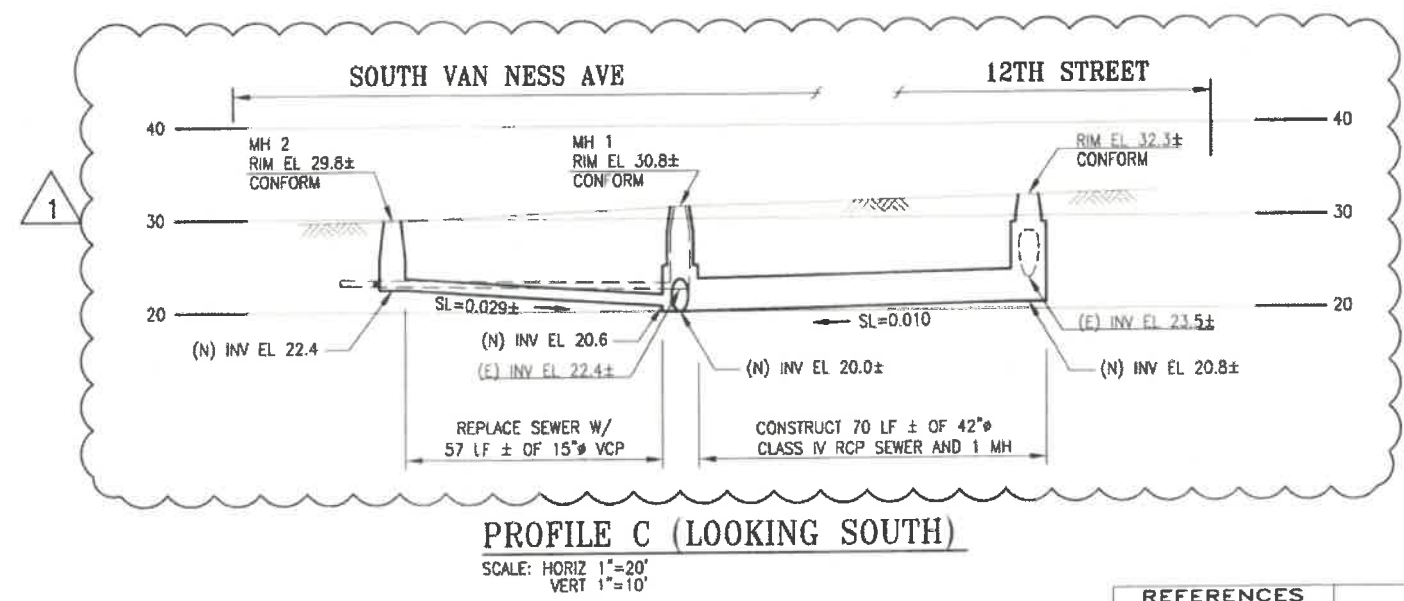 SOUTH VAN NESS AVE
12TH STREET
40
40
MH 2
RIM EL 29.8±
CONFORM
MH 1
RIM EL 30.8±
CONFORM
RIM EL 32.3±
CONFORM
1
30
30
20
20
SL=0.029±
SL=0.010
(N) INV EL 22.4
(N) INV EL 20.6
(E) INV EL 22.4±
(N) INV EL 20.0±
(E) INV EL 23.5±
(N) INV EL 20.8±
REPLACE SEWER W/
57 LF ± OF 15"ø VCP
CONSTRUCT 70 LF ± OF 42"ø
CLASS IV RCP SEWER AND 1 MH
PROFILE C (LOOKING SOUTH)
SCALE: HORIZ 1"=20'
VERT 1"=10'
REFERENCES